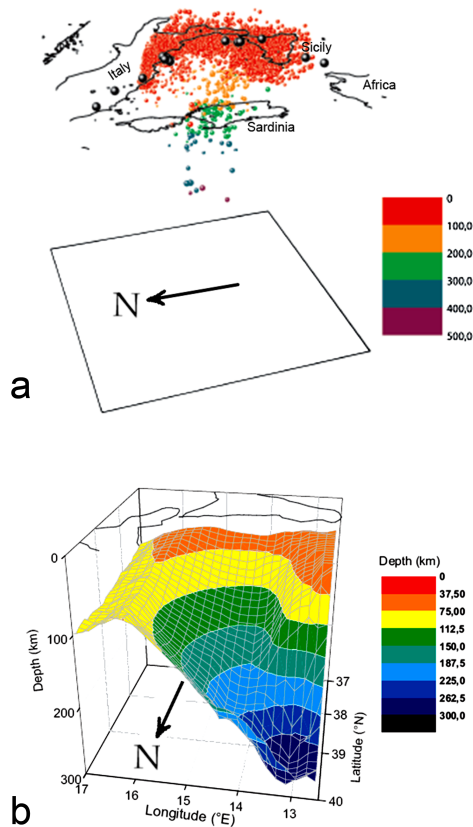 Sicily
Italy
Africa
Sardinia
0
100,0
200,0
300,0
400,0
500,0
N
a
Depth (km)
0
37,50
75,00
112,5
150,0
187,5
225,0
262,5
300,0
0
100
200
300
Depth (km)
N
37
38
39
40
Latitude (°N)
17
16
15
14
13
Longitude (°E)
b